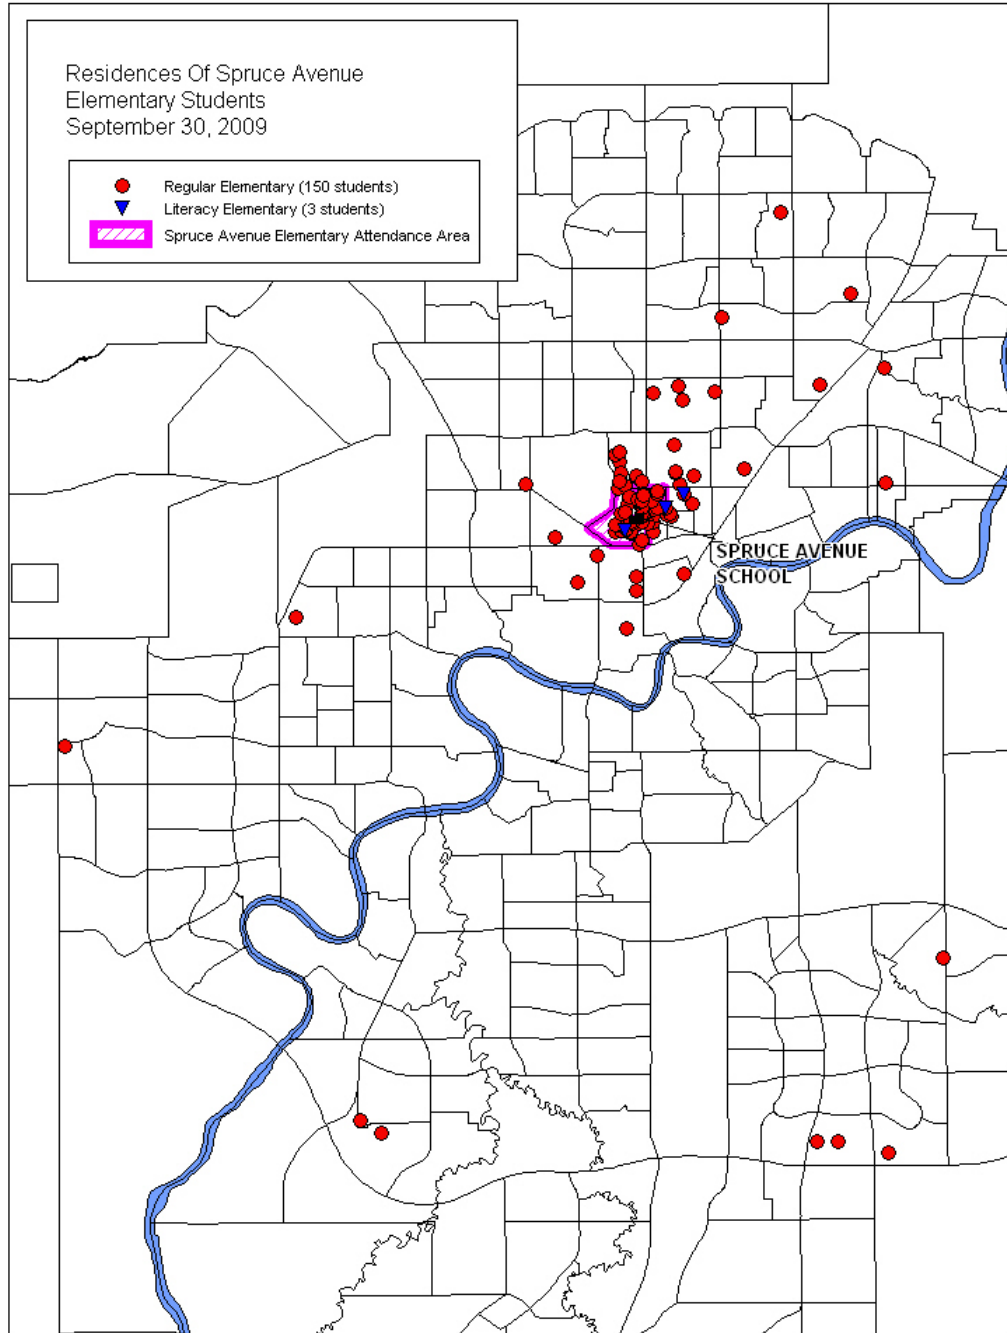 Residences Of Spruce Avenue
Elementary Students
September 30, 2009
Regular Elementary (150 students)
Literacy Elementary (3 students)
Spruce Avenue Elementary Attendance Area
SPRUCE AVENUE
SCHOOL